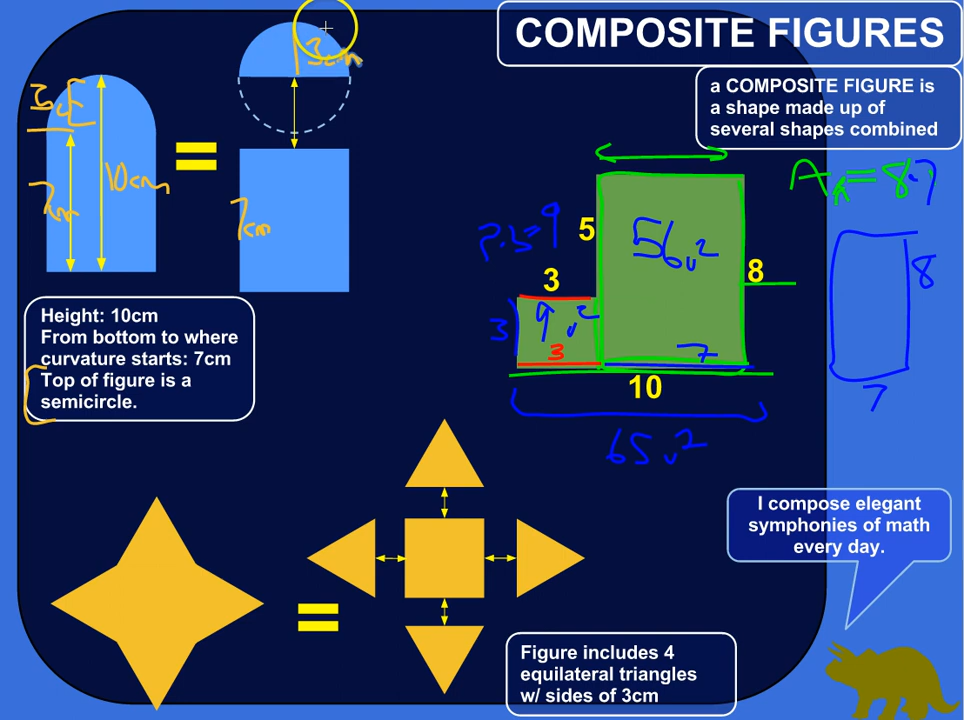 COMPOSITE FIGURES
a COMPOSITE FIGURE is
a shape made up of
several shapes combined
3cm
10cm
7cm
5
56u²
8
3
3
9u²
3
7
10
65u²
8
7
Height: 10cm
From bottom to where
curvature starts: 7cm
Top of figure is a
semicircle.
I compose elegant
symphonies of math
every day.
Figure includes 4
equilateral triangles
w/ sides of 3cm